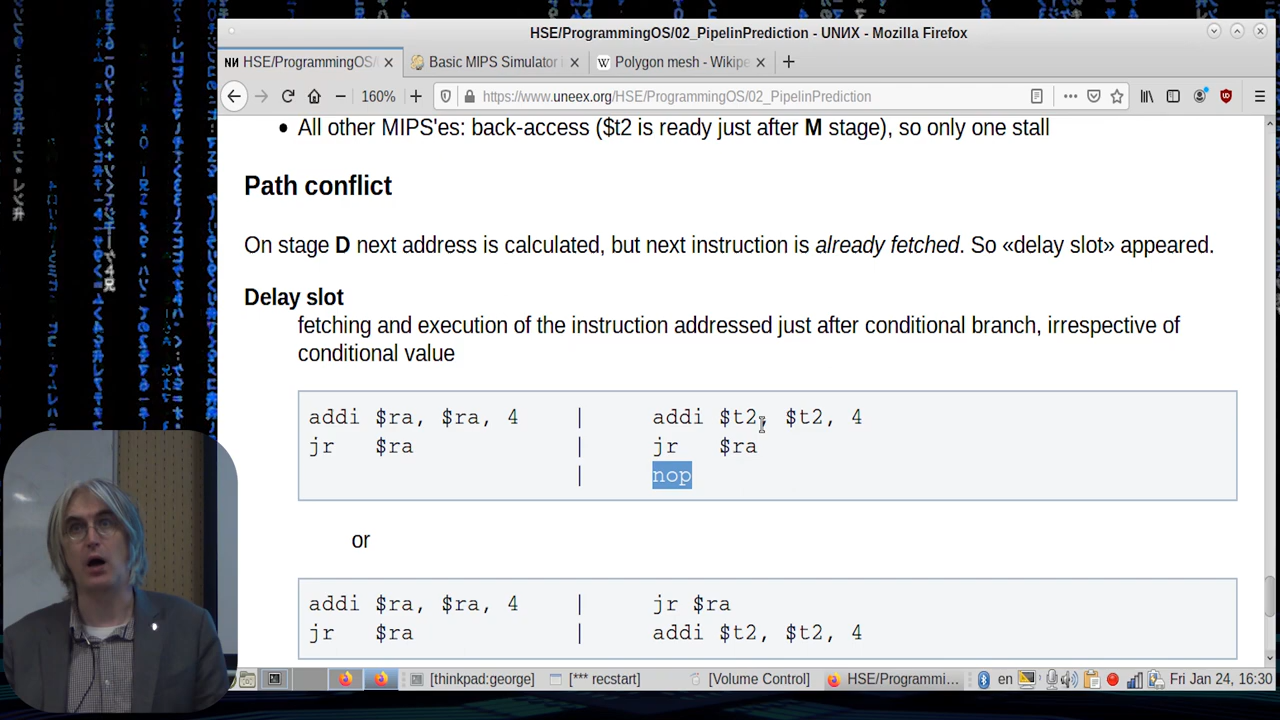 HSE/ProgrammingOS/02_PipelinPrediction - UNИX - Mozilla Firefox
NИ HSE/ProgrammingOS/ Basic MIPS Simulator Polygon mesh - Wikipe
160% https://www.uneex.org/HSE/ProgrammingOS/02_PipelinPrediction
All other MIPS'es: back-access ($t2 is ready just after M stage), so only one stall
Path conflict
On stage D next address is calculated, but next instruction is already fetched. So «delay slot» appeared.
Delay slot
fetching and execution of the instruction addressed just after conditional branch, irrespective of
conditional value
addi $ra, $ra, 4 | addi $t2, $t2, 4
jr $ra | jr $ra
| nop
or
addi $ra, $ra, 4 | jr $ra
jr $ra | addi $t2, $t2, 4
[thinkpad:george] [*** recstart] [Volume Control] HSE/Programmi... en Fri Jan 24, 16:30